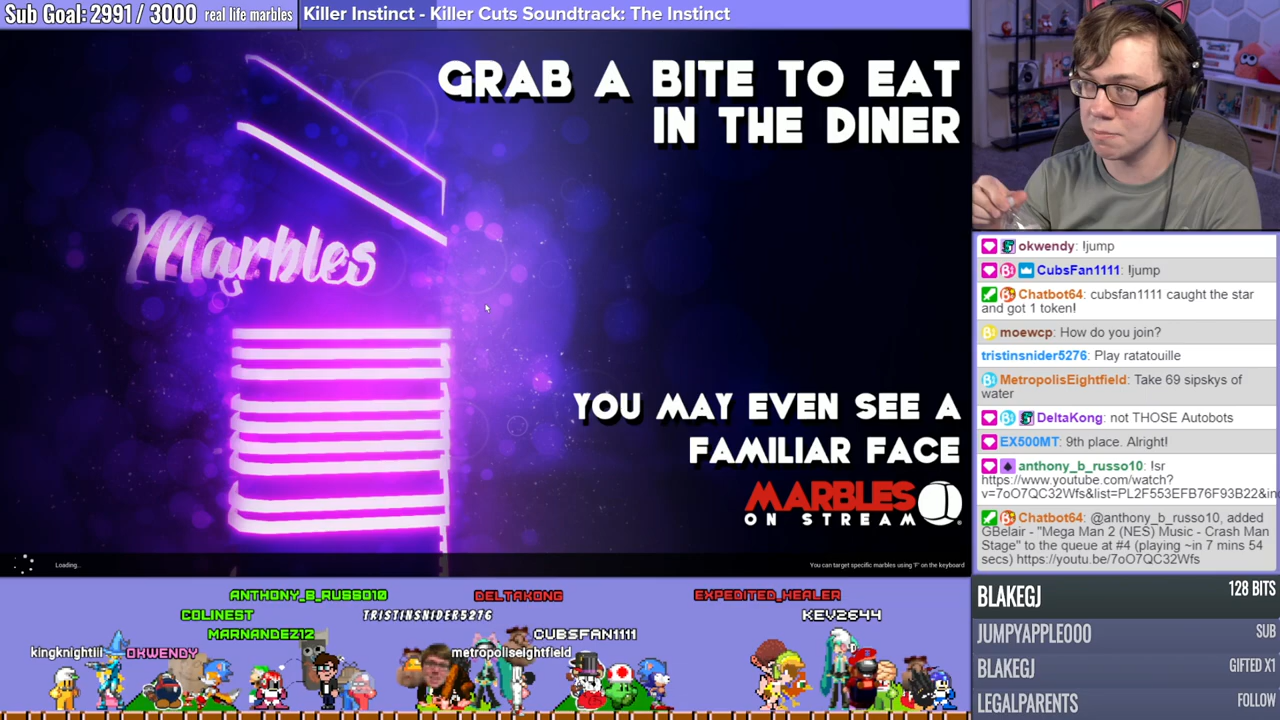 Sub Goal: 2991 / 3000 real life marbles
Killer Instinct - Killer Cuts Soundtrack: The Instinct
GRAB A BITE TO EAT
IN THE DINER
Marbles
YOU MAY EVEN SEE A
FAMILIAR FACE
MARBLES
ON STREAM
Loading..
You can target specific marbles using 'F' on the keyboard
okwendy: !jump
CubsFan1111: !jump
Chatbot64: cubsfan1111 caught the star
and got 1 token!
moewcp: How do you join?
tristinsnider5276: Play ratatouille
MetropolisEightfield: Take 69 sipskys of
water
DeltaKong: not THOSE Autobots
EX500MT: 9th place. Alright!
anthony_b_russo10: !sr
https://www.youtube.com/watch?
v=7oO7QC32Wfs&list=PL2F553EFB76F93B22&in
Chatbot64: @anthony_b_russo10, added
GBelair - "Mega Man 2 (NES) Music - Crash Man
Stage" to the queue at #4 (playing ~in 7 mins 54
secs) https://youtu.be/7oO7QC32Wfs
BLAKEGJ 128 BITS
JUMPYAPPLE000 SUB
BLAKEGJ GIFTED X1
LEGALPARENTS FOLLOW
ANTHONY_B_RUSSO10
DELTAKONG
EXPEDITED_HEALER
COLINEST
TRISTINSNIDER5276
KEV2644
MARNANDEZ12
CUBSFAN1111
kingknightill
OKWENDY
metropoliseightfield